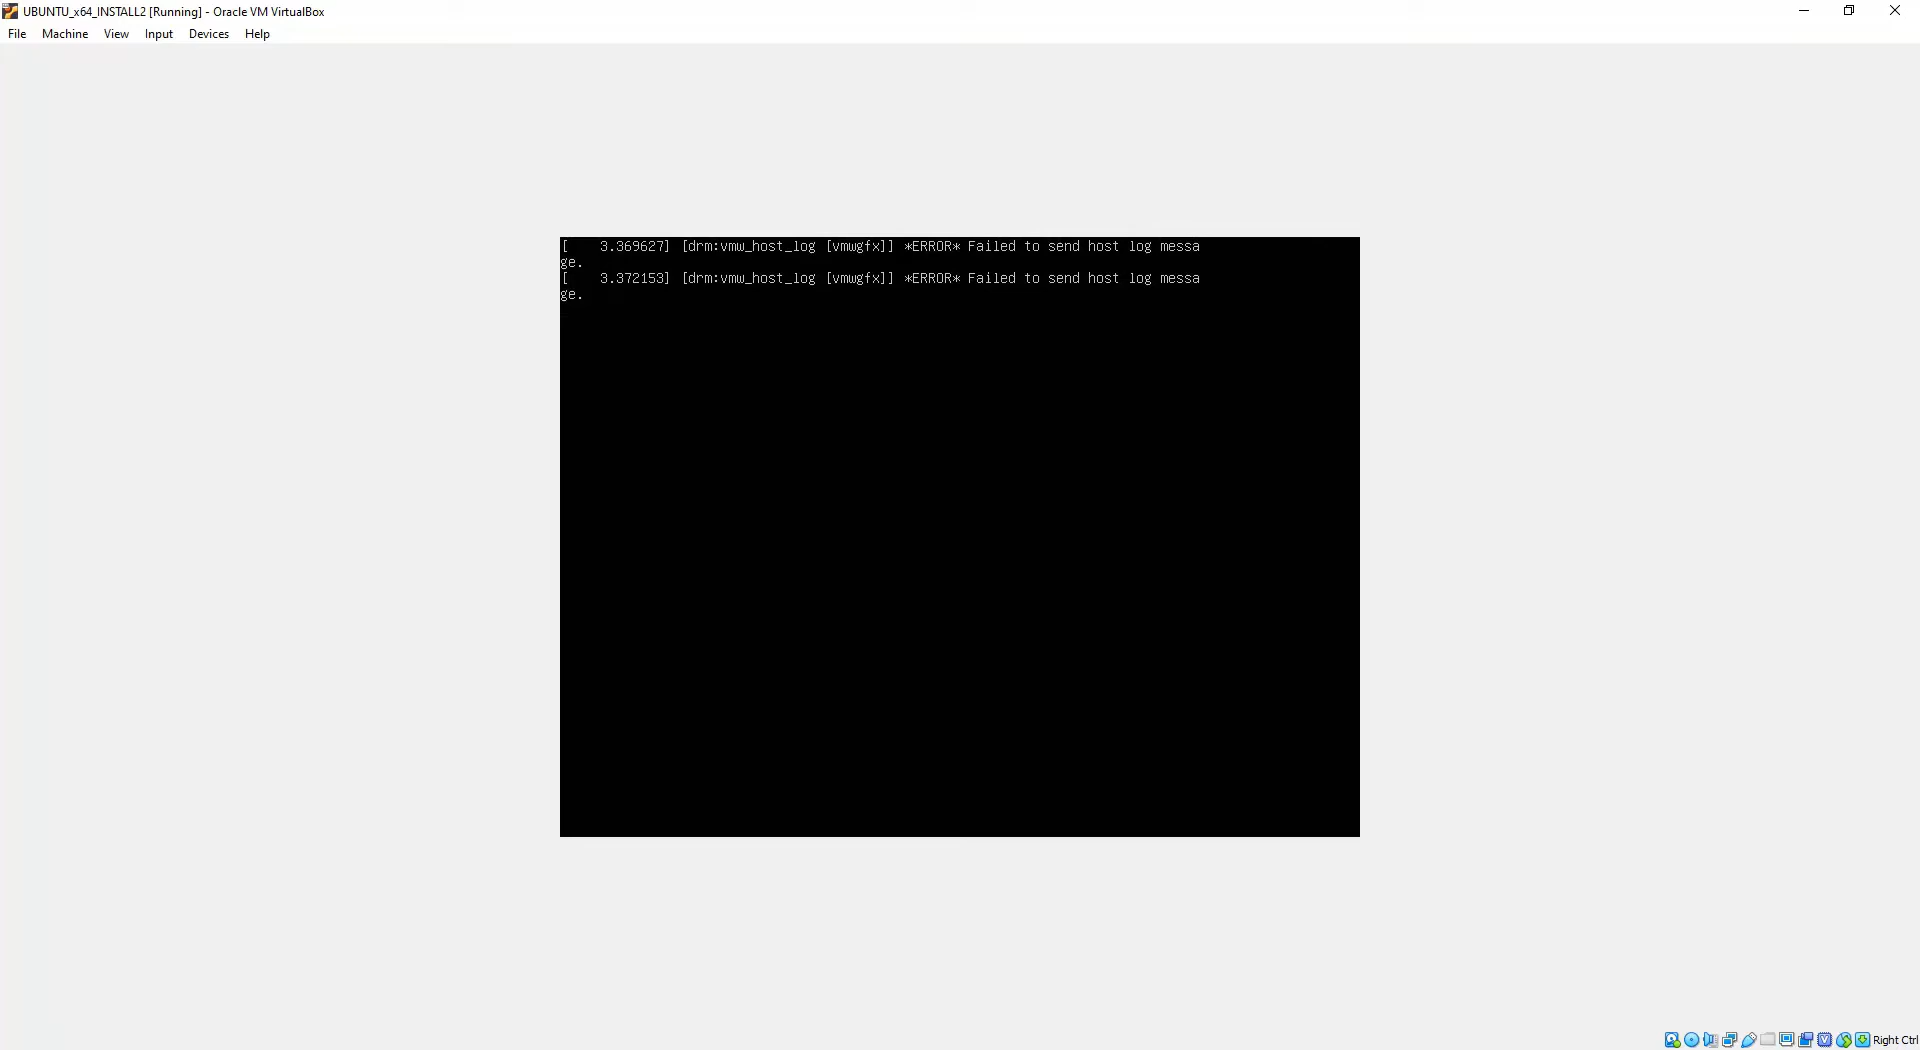 UBUNTU_x64_INSTALL2 [Running] - Oracle VM VirtualBox
File Machine View Input Devices Help
[    3.369627] [drm:vmw_host_log [vmwgfx]] *ERROR* Failed to send host log messa
ge.
[    3.372153] [drm:vmw_host_log [vmwgfx]] *ERROR* Failed to send host log messa
ge.
Right Ctrl